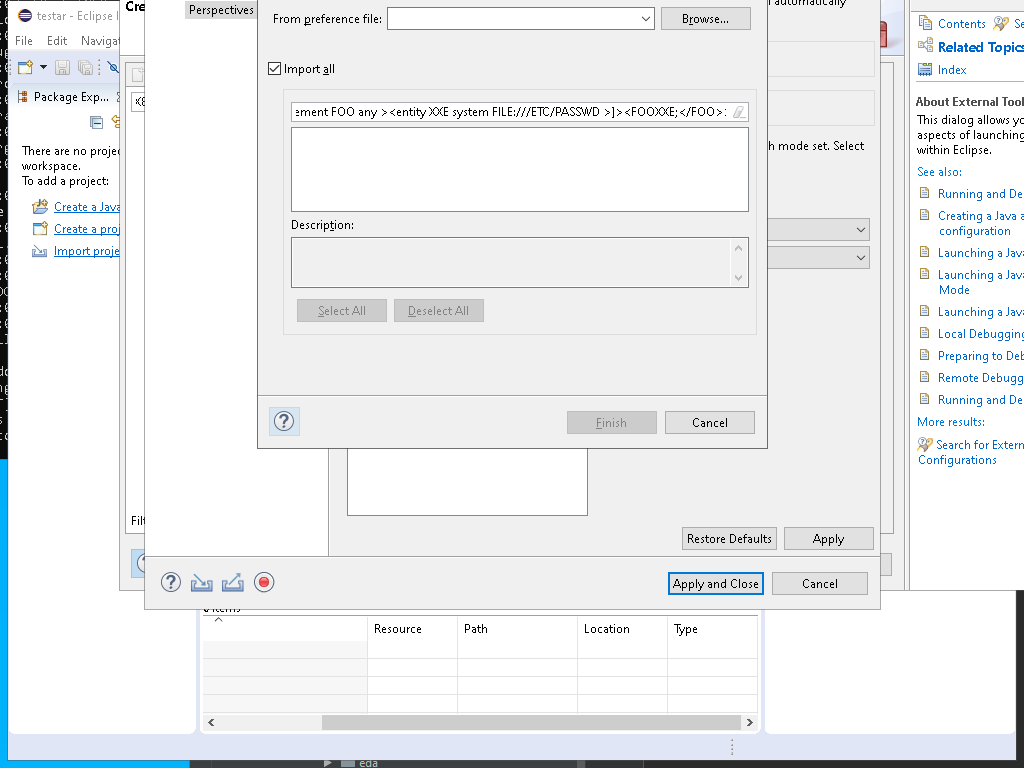 testar - Eclipse I
Cre
Perspectives
File Edit Navigat
From preference file:
Browse...
automatically
Contents
Se
Related Topics
Index
Import all
Package Exp...
ement FOO any ><entity XXE system FILE:///ETC/PASSWD >]><FOOXXE;</FOO>:
About External Tool
This dialog allows yo
aspects of launching
within Eclipse.
h mode set. Select
There are no projec
workspace.
To add a project:
See also:
Create a Java
Create a proj
Import proje
Running and De
Creating a Java a
configuration
Launching a Java
Launching a Java
Mode
Launching a Java
Local Debugging
Preparing to Deb
Remote Debugg
Running and De
More results:
Search for Extern
Configurations
Description:
Select All
Deselect All
Finish
Cancel
Filt
Restore Defaults
Apply
Apply and Close
Cancel
Items
Resource
Path
Location
Type
eda